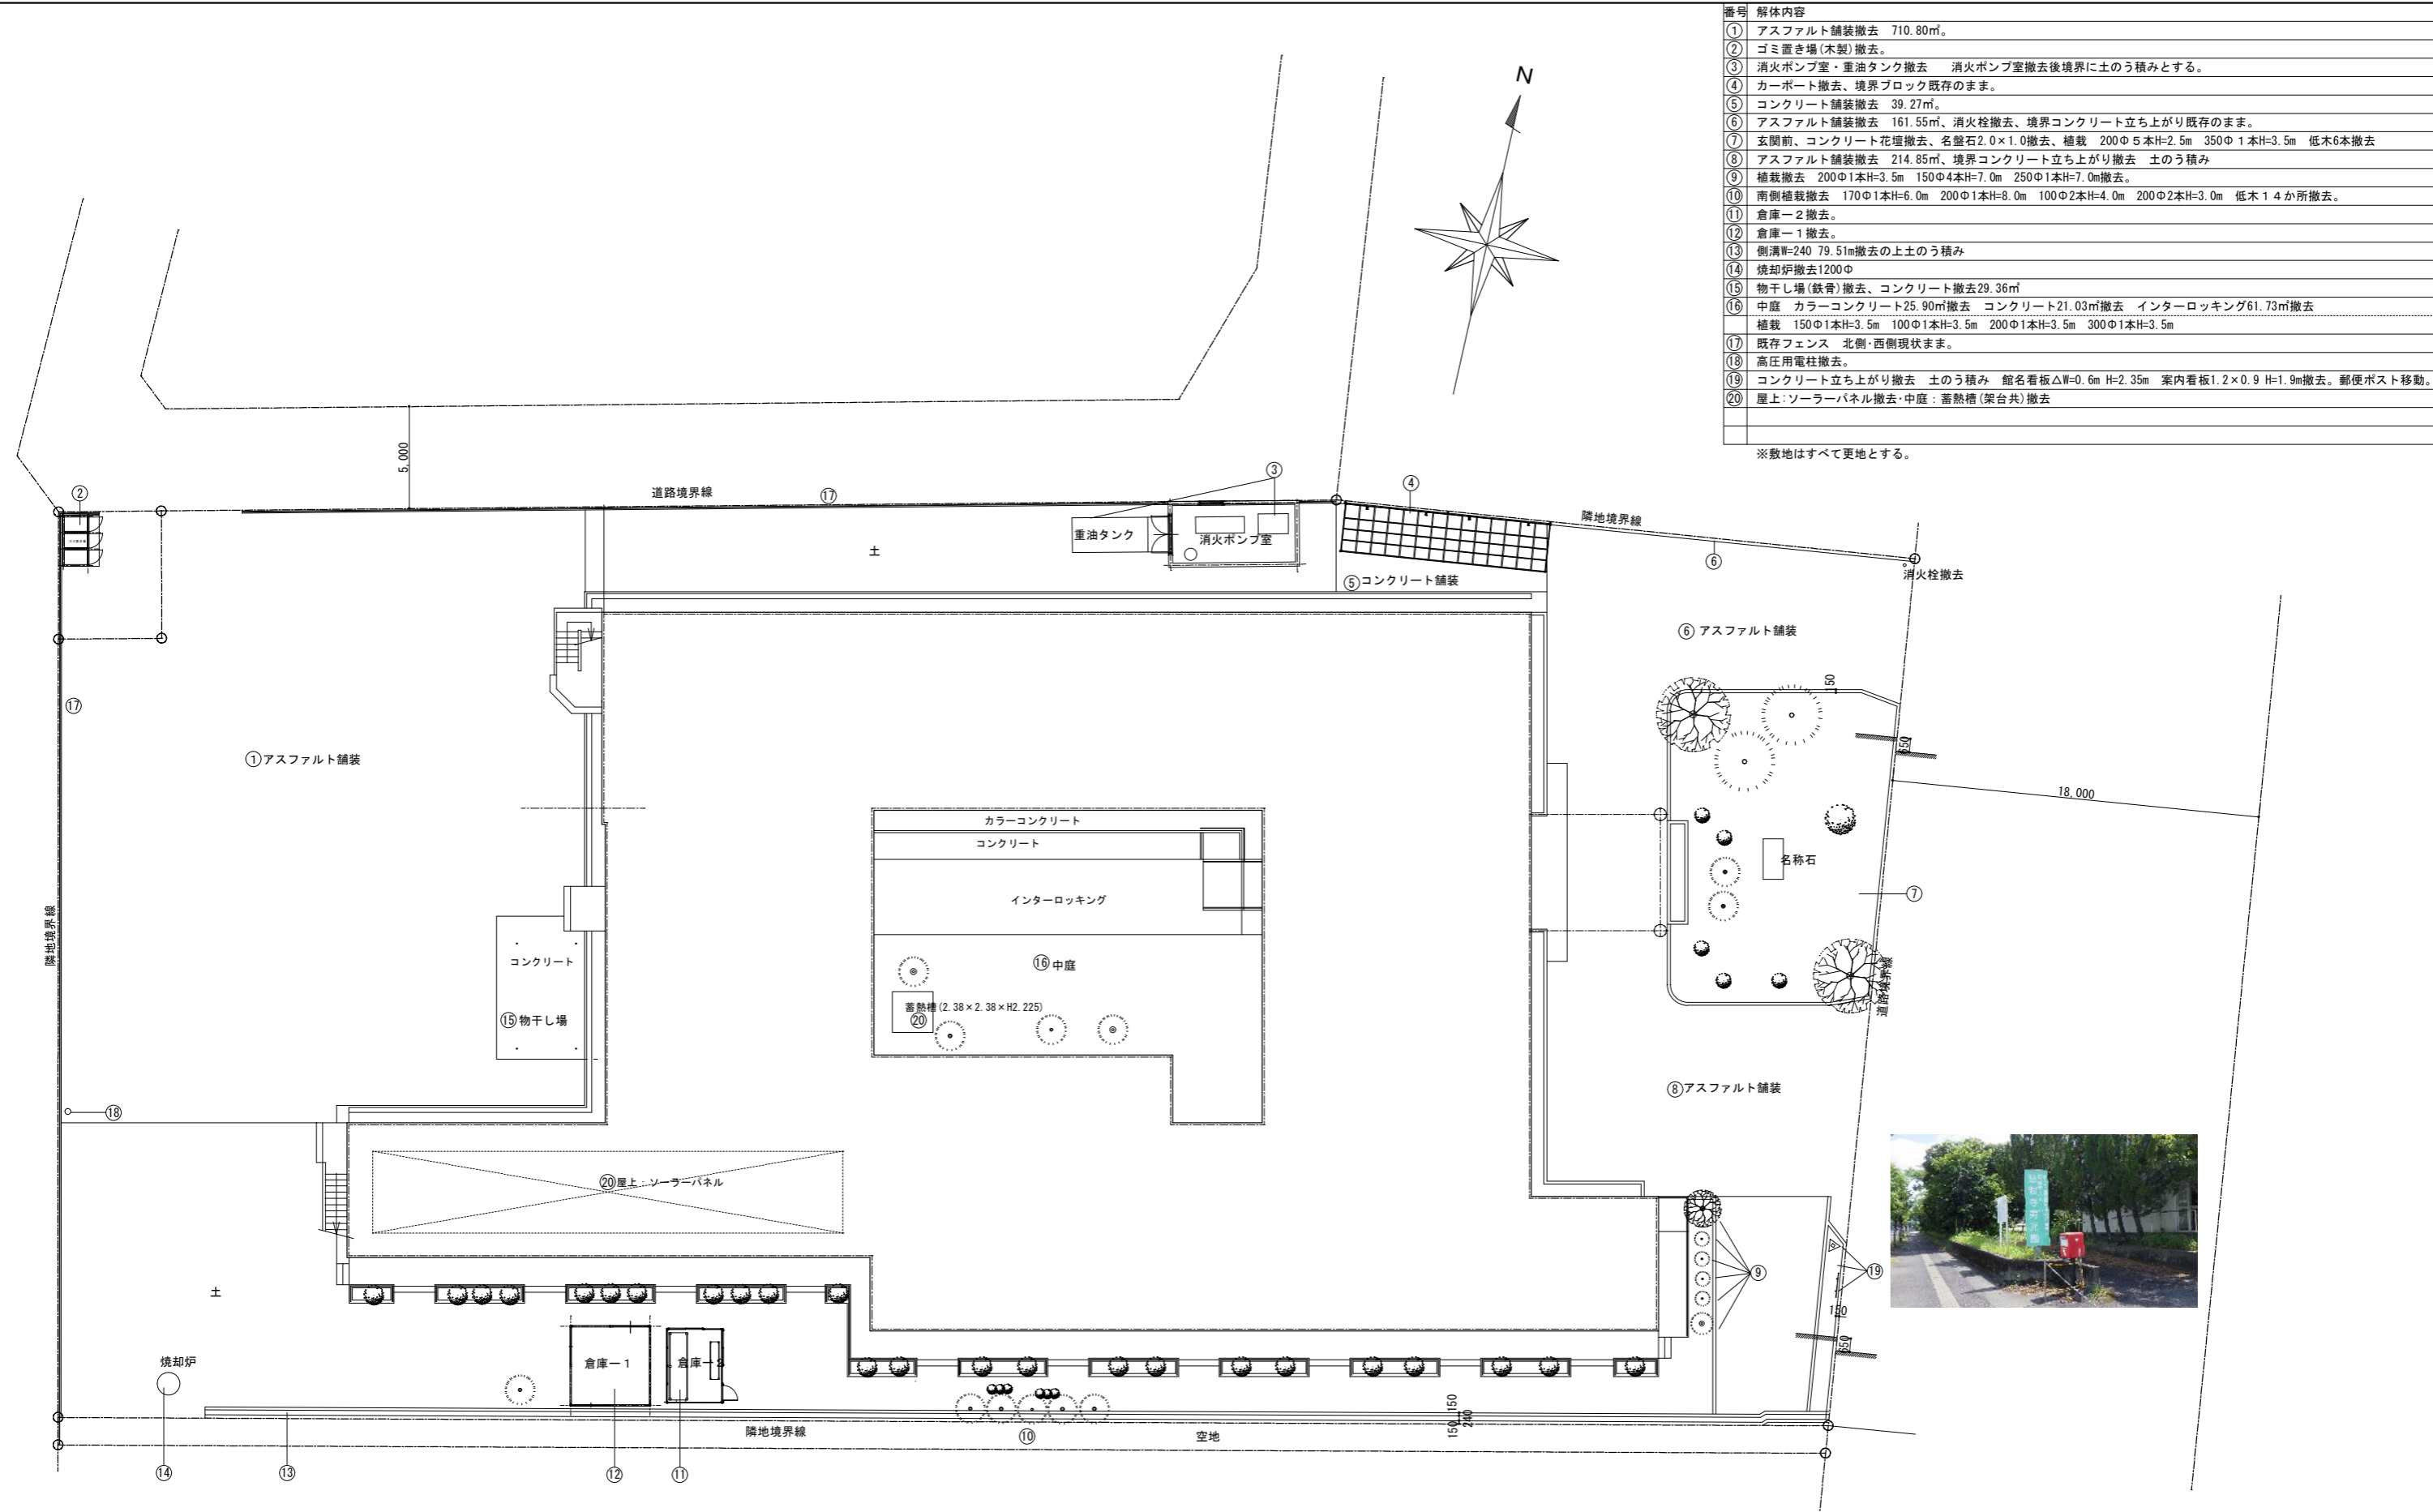 番号 解体内容
① アスファルト舗装撤去 710.80㎡。
② ゴミ置き場(木製)撤去。
③ 消火ポンプ室・重油タンク撤去 消火ポンプ室撤去後境界に土のう積みとする。
④ カーポート撤去、境界ブロック既存のまま。
⑤ コンクリート舗装撤去 39.27㎡。
⑥ アスファルト舗装撤去 161.55㎡、消火栓撤去、境界コンクリート立ち上がり既存のまま。
⑦ 玄関前、コンクリート花壇撤去、名盤石2.0×1.0撤去、植栽 200Φ５本H=2.5m 350Φ１本H=3.5m 低木6本撤去
⑧ アスファルト舗装撤去 214.85㎡、境界コンクリート立ち上がり撤去 土のう積み
⑨ 植栽撤去 200Φ1本H=3.5m 150Φ4本H=7.0m 250Φ1本H=7.0m撤去。
⑩ 南側植栽撤去 170Φ1本H=6.0m 200Φ1本H=8.0m 100Φ2本H=4.0m 200Φ2本H=3.0m 低木１４か所撤去。
⑪ 倉庫ー２撤去。
⑫ 倉庫ー１撤去。
⑬ 側溝W=240 79.51m撤去の上土のう積み
⑭ 焼却炉撤去1200Φ
⑮ 物干し場(鉄骨)撤去、コンクリート撤去29.36㎡
⑯ 中庭 カラーコンクリート25.90㎡撤去 コンクリート21.03㎡撤去 インターロッキング61.73㎡撤去
植栽 150Φ1本H=3.5m 100Φ1本H=3.5m 200Φ1本H=3.5m 300Φ1本H=3.5m
⑰ 既存フェンス 北側・西側現状まま。
⑱ 高圧用電柱撤去。
⑲ コンクリート立ち上がり撤去 土のう積み 館名看板△W=0.6m H=2.35m 案内看板1.2×0.9 H=1.9m撤去。郵便ポスト移動。
⑳ 屋上:ソーラーパネル撤去・中庭：蓄熱槽(架台共)撤去
※敷地はすべて更地とする。
N
5,000
②
道路境界線
⑰
③
④
隣地境界線
重油タンク
消火ポンプ室
土
⑤コンクリート舗装
⑥
消火栓撤去
⑥ アスファルト舗装
150
⑰
650
①アスファルト舗装
18,000
カラーコンクリート
コンクリート
名称石
インターロッキング
⑦
隣地境界線
コンクリート
⑯中庭
道路境界線
蓄熱槽(2.38×2.38×H2.225)
⑳
⑮物干し場
⑧アスファルト舗装
⑱
⑳屋上：ソーラーパネル
⑨
⑲
土
150
650
焼却炉
倉庫ー１
倉庫ー２
150
150
240
隣地境界線
⑩
空地
⑭
⑬
⑫
⑪